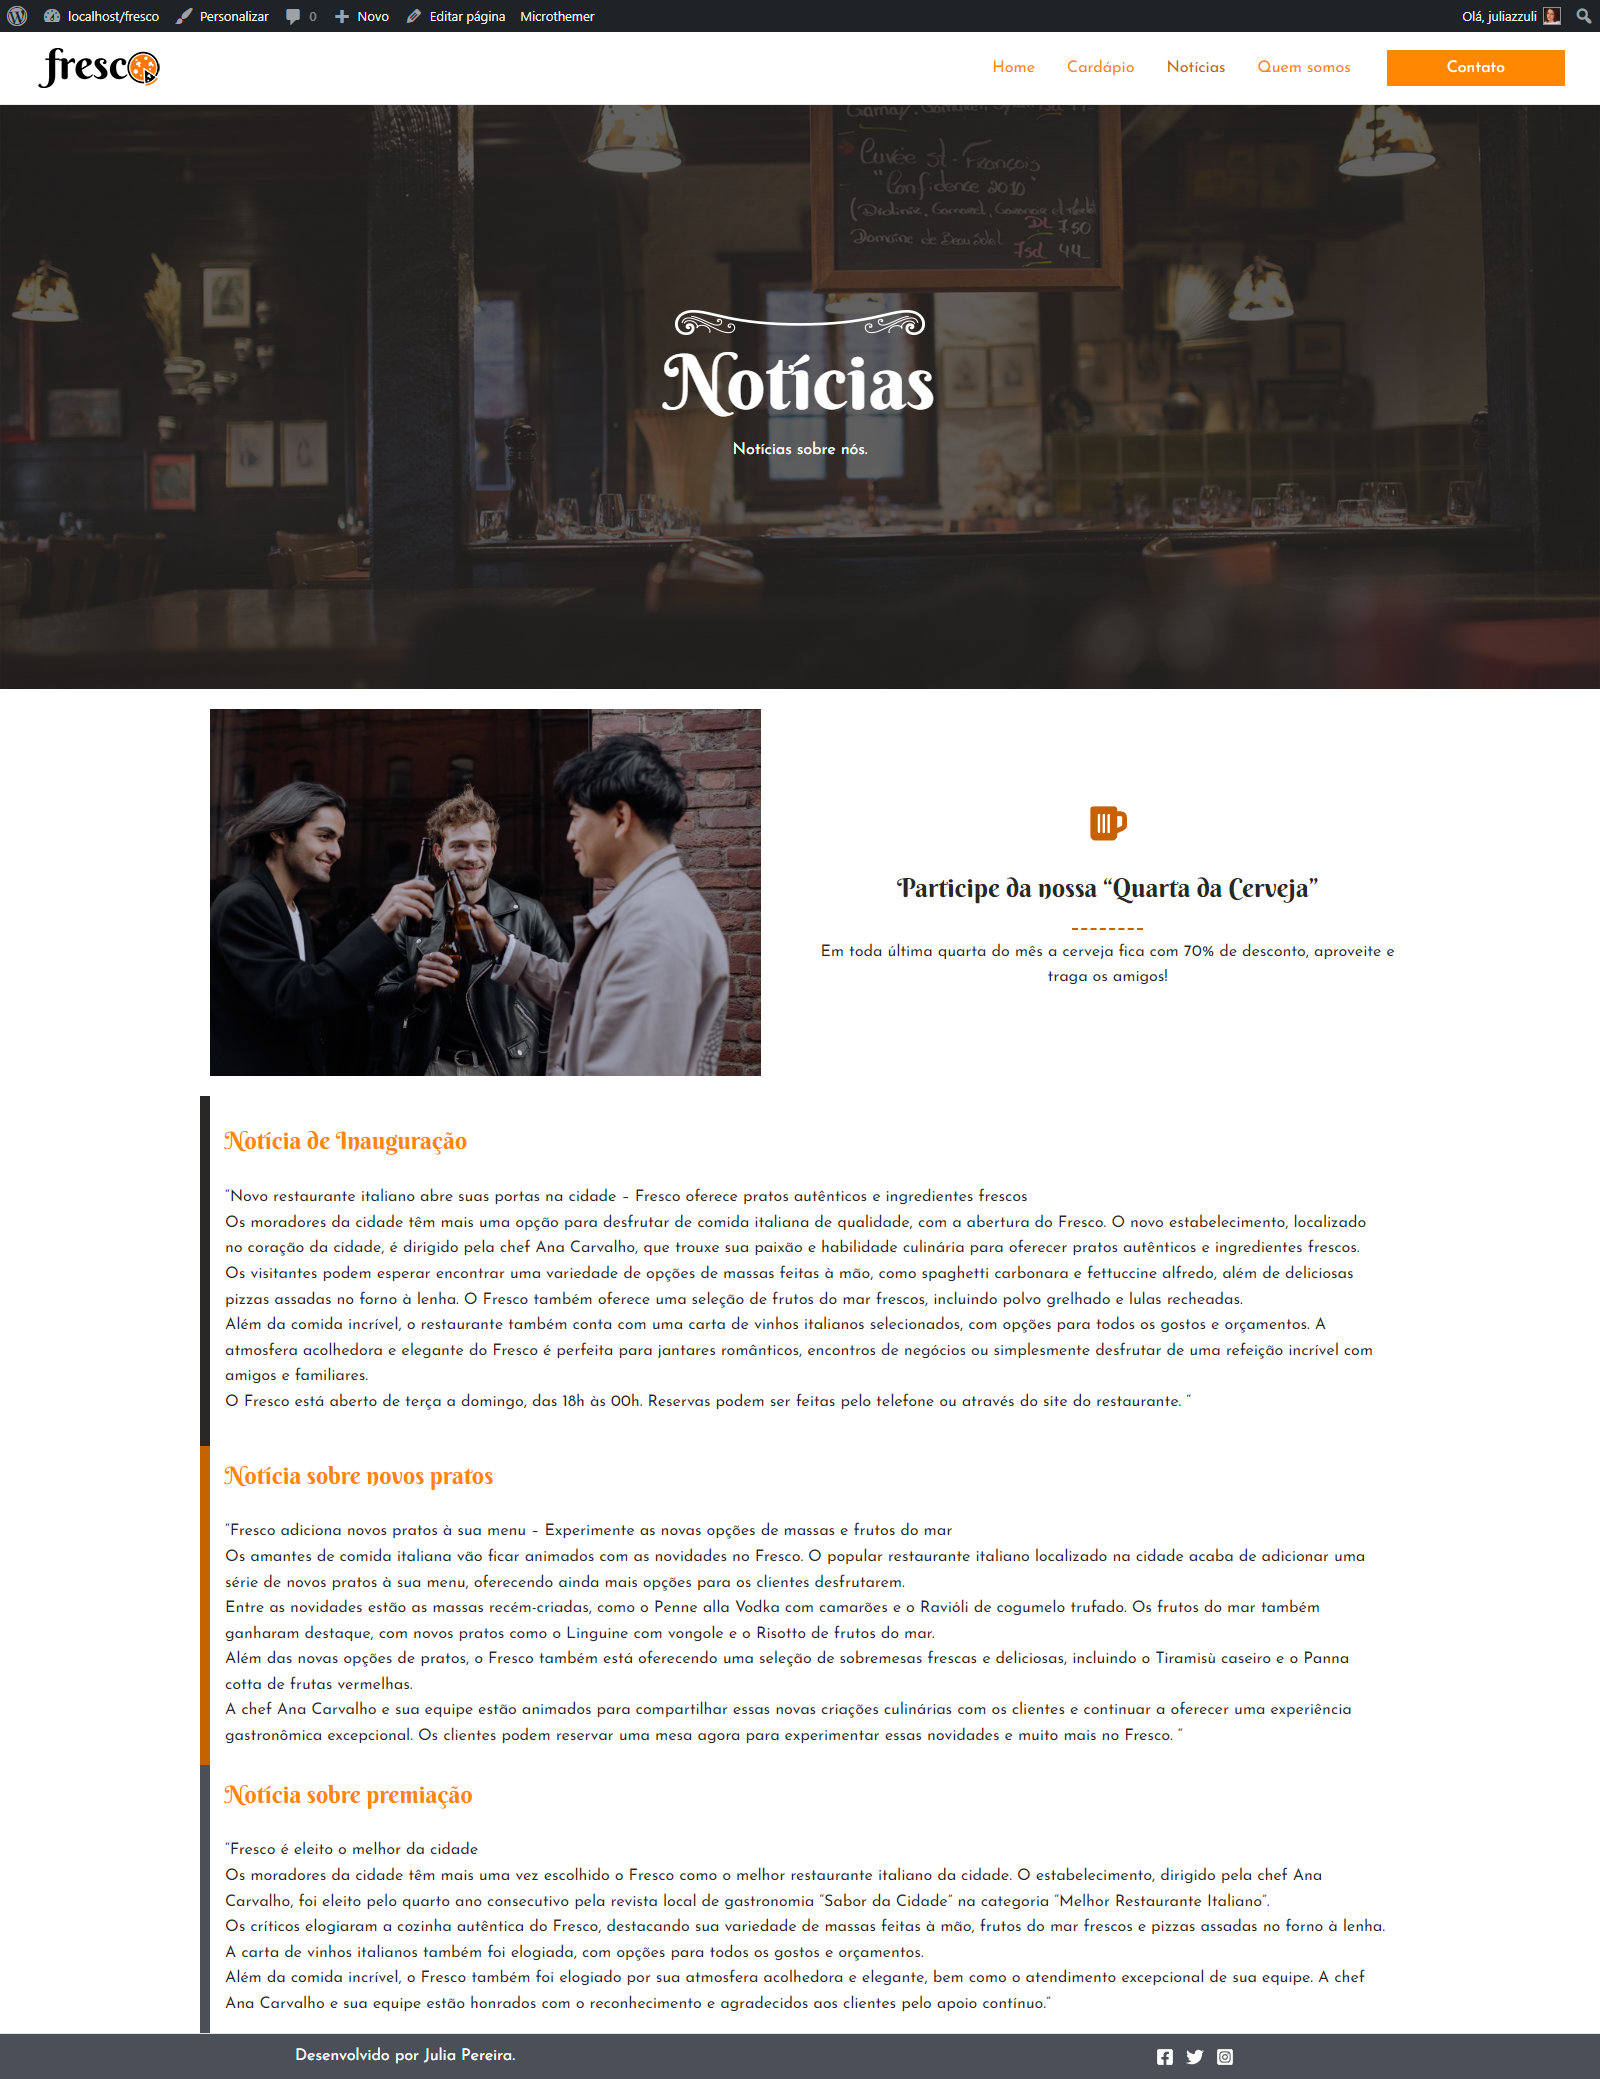 localhost/fresco Personalizar 0 Novo Editar página Microthemer Olá, juliazzuli
fresco Home Cardápio Notícias Quem somos Contato
Cuvée St-François
"Confidence 2010"
DL 7.50
7sd 44_
Notícias
Notícias sobre nós.
Participe da nossa “Quarta da Cerveja”
Em toda última quarta do mês a cerveja fica com 70% de desconto, aproveite e
traga os amigos!
Notícia de Inauguração
“Novo restaurante italiano abre suas portas na cidade – Fresco oferece pratos autênticos e ingredientes frescos
Os moradores da cidade têm mais uma opção para desfrutar de comida italiana de qualidade, com a abertura do Fresco. O novo estabelecimento, localizado
no coração da cidade, é dirigido pela chef Ana Carvalho, que trouxe sua paixão e habilidade culinária para oferecer pratos autênticos e ingredientes frescos.
Os visitantes podem esperar encontrar uma variedade de opções de massas feitas à mão, como spaghetti carbonara e fettuccine alfredo, além de deliciosas
pizzas assadas no forno à lenha. O Fresco também oferece uma seleção de frutos do mar frescos, incluindo polvo grelhado e lulas recheadas.
Além da comida incrível, o restaurante também conta com uma carta de vinhos italianos selecionados, com opções para todos os gostos e orçamentos. A
atmosfera acolhedora e elegante do Fresco é perfeita para jantares românticos, encontros de negócios ou simplesmente desfrutar de uma refeição incrível com
amigos e familiares.
O Fresco está aberto de terça a domingo, das 18h às 00h. Reservas podem ser feitas pelo telefone ou através do site do restaurante. “
Notícia sobre novos pratos
“Fresco adiciona novos pratos à sua menu – Experimente as novas opções de massas e frutos do mar
Os amantes de comida italiana vão ficar animados com as novidades no Fresco. O popular restaurante italiano localizado na cidade acaba de adicionar uma
série de novos pratos à sua menu, oferecendo ainda mais opções para os clientes desfrutarem.
Entre as novidades estão as massas recém-criadas, como o Penne alla Vodka com camarões e o Ravióli de cogumelo trufado. Os frutos do mar também
ganharam destaque, com novos pratos como o Linguine com vongole e o Risotto de frutos do mar.
Além das novas opções de pratos, o Fresco também está oferecendo uma seleção de sobremesas frescas e deliciosas, incluindo o Tiramisù caseiro e o Panna
cotta de frutas vermelhas.
A chef Ana Carvalho e sua equipe estão animados para compartilhar essas novas criações culinárias com os clientes e continuar a oferecer uma experiência
gastronômica excepcional. Os clientes podem reservar uma mesa agora para experimentar essas novidades e muito mais no Fresco. “
Notícia sobre premiação
“Fresco é eleito o melhor da cidade
Os moradores da cidade têm mais uma vez escolhido o Fresco como o melhor restaurante italiano da cidade. O estabelecimento, dirigido pela chef Ana
Carvalho, foi eleito pelo quarto ano consecutivo pela revista local de gastronomia “Sabor da Cidade” na categoria “Melhor Restaurante Italiano”.
Os críticos elogiaram a cozinha autêntica do Fresco, destacando sua variedade de massas feitas à mão, frutos do mar frescos e pizzas assadas no forno à lenha.
A carta de vinhos italianos também foi elogiada, com opções para todos os gostos e orçamentos.
Além da comida incrível, o Fresco também foi elogiado por sua atmosfera acolhedora e elegante, bem como o atendimento excepcional de sua equipe. A chef
Ana Carvalho e sua equipe estão honrados com o reconhecimento e agradecidos aos clientes pelo apoio contínuo.”
Desenvolvido por Julia Pereira.